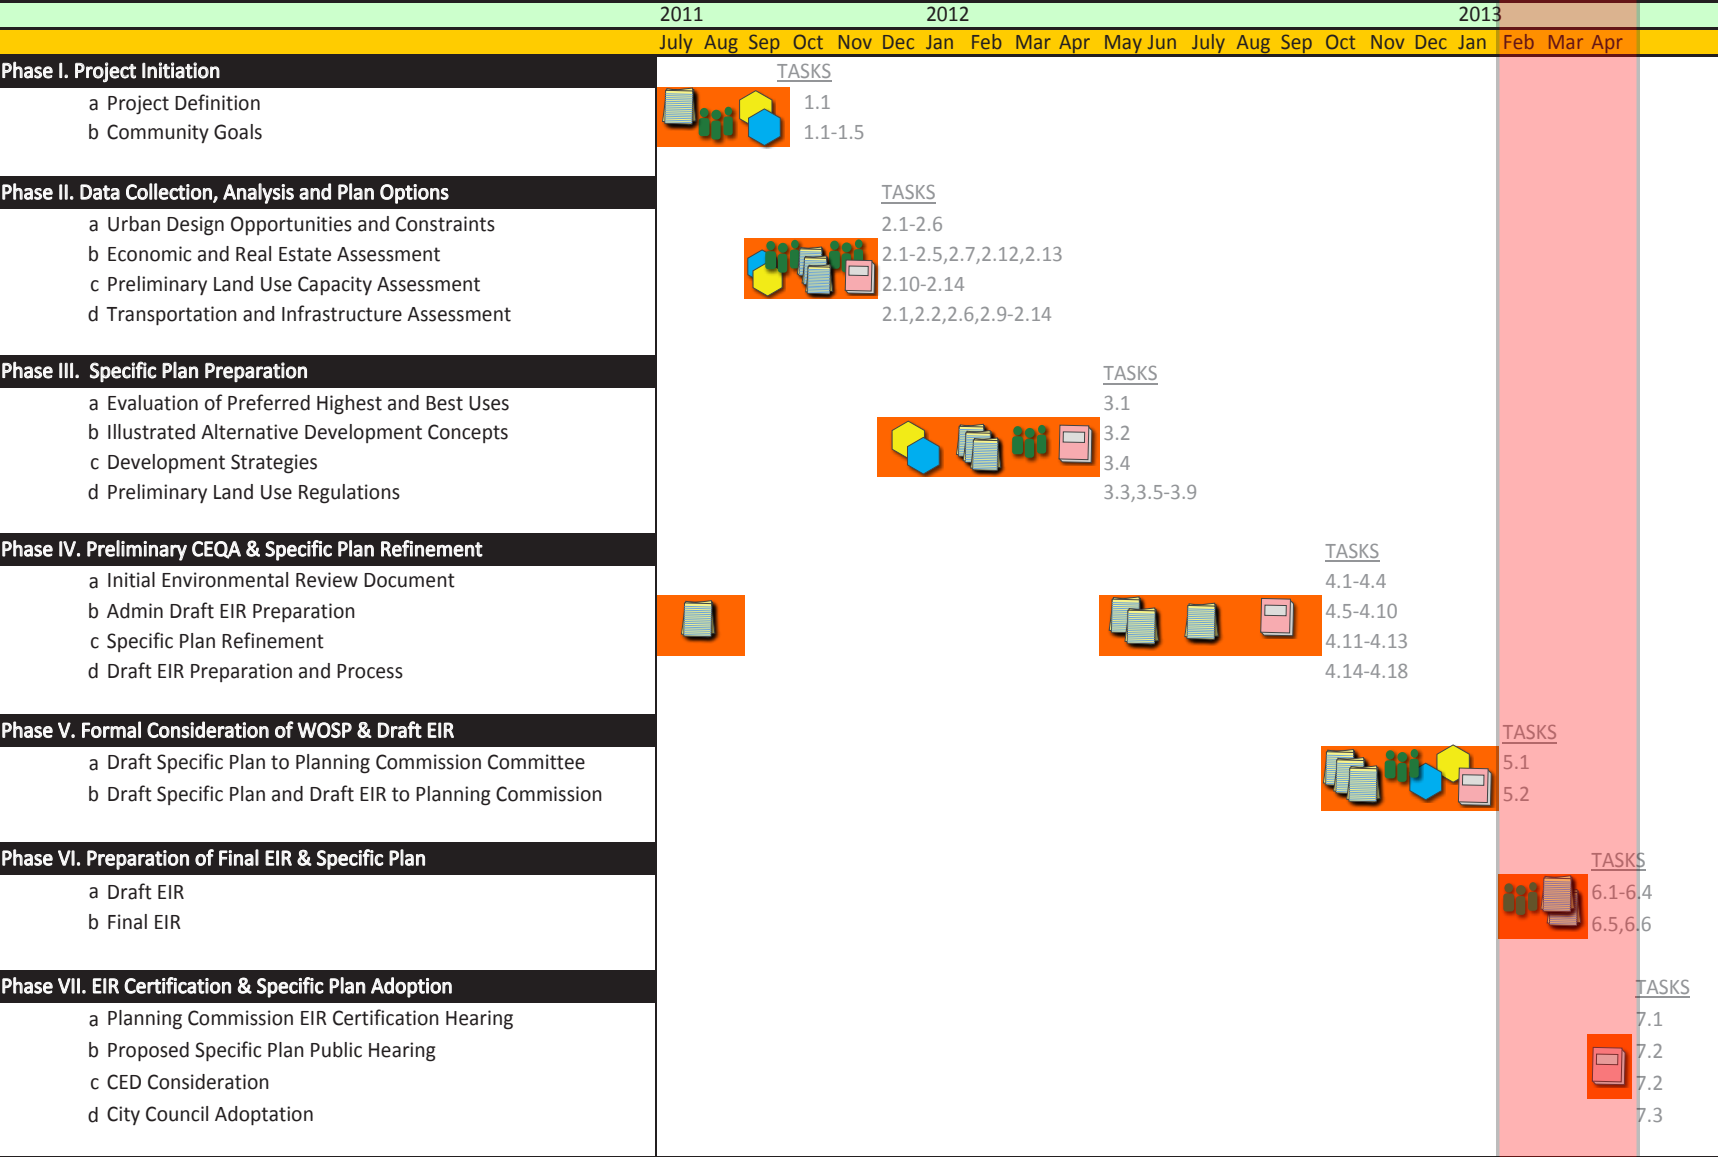 2011 2012 2013
July Aug Sep Oct Nov Dec Jan Feb Mar Apr May Jun July Aug Sep Oct Nov Dec Jan Feb Mar Apr
Phase I. Project Initiation TASKS
a Project Definition 1.1
b Community Goals 1.1-1.5
Phase II. Data Collection, Analysis and Plan Options TASKS
a Urban Design Opportunities and Constraints 2.1-2.6
b Economic and Real Estate Assessment 2.1-2.5,2.7,2.12,2.13
c Preliminary Land Use Capacity Assessment 2.10-2.14
d Transportation and Infrastructure Assessment 2.1,2.2,2.6,2.9-2.14
Phase III. Specific Plan Preparation TASKS
a Evaluation of Preferred Highest and Best Uses 3.1
b Illustrated Alternative Development Concepts 3.2
c Development Strategies 3.4
d Preliminary Land Use Regulations 3.3,3.5-3.9
Phase IV. Preliminary CEQA & Specific Plan Refinement TASKS
a Initial Environmental Review Document 4.1-4.4
b Admin Draft EIR Preparation 4.5-4.10
c Specific Plan Refinement 4.11-4.13
d Draft EIR Preparation and Process 4.14-4.18
Phase V. Formal Consideration of WOSP & Draft EIR TASKS
a Draft Specific Plan to Planning Commission Committee 5.1
b Draft Specific Plan and Draft EIR to Planning Commission 5.2
Phase VI. Preparation of Final EIR & Specific Plan TASKS
a Draft EIR 6.1-6.4
b Final EIR 6.5,6.6
Phase VII. EIR Certification & Specific Plan Adoption TASKS
a Planning Commission EIR Certification Hearing 7.1
b Proposed Specific Plan Public Hearing 7.2
c CED Consideration 7.2
d City Council Adoptation 7.3